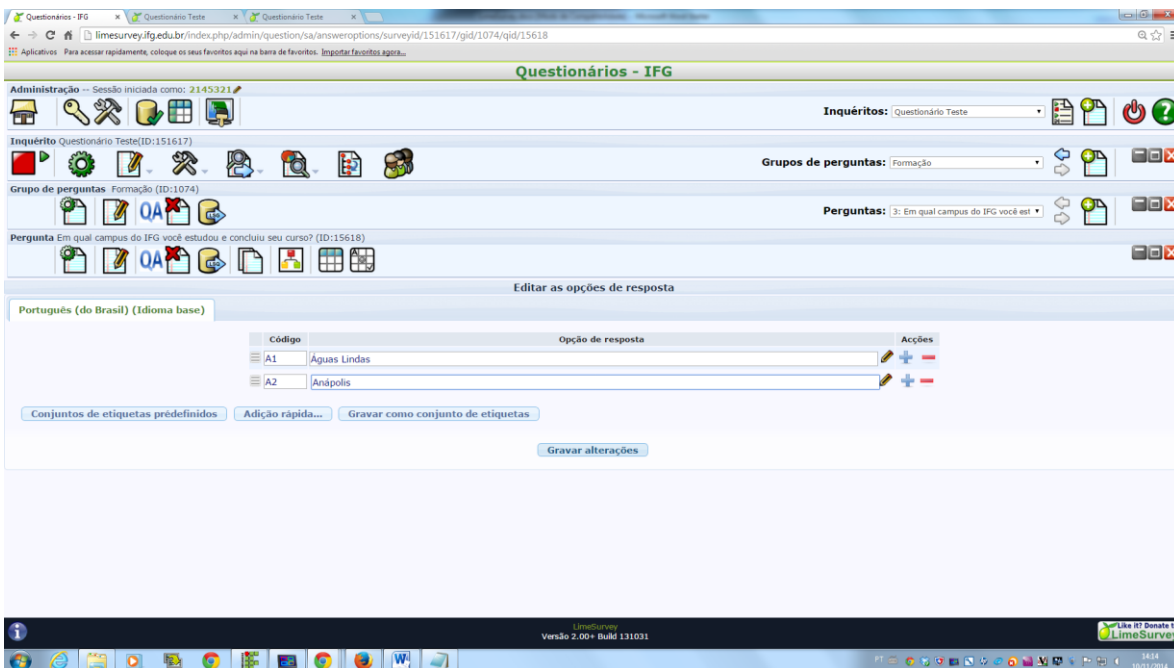 Questionários - IFG
Questionário Teste
Questionário Teste
limesurvey.ifg.edu.br/index.php/admin/question/sa/answeroptions/surveyid/151617/gid/1074/qid/15618
Aplicativos Para acessar rapidamente, coloque os seus favoritos aqui na barra de favoritos. Importar favoritos agora...
Questionários - IFG
Administração -- Sessão iniciada como: 2145321
Inquéritos: Questionário Teste
Inquérito Questionário Teste(ID:151617)
Grupos de perguntas: Formação
Grupo de perguntas Formação (ID:1074)
QA
Perguntas: 3: Em qual campus do IFG você est
Pergunta Em qual campus do IFG você estudou e concluiu seu curso? (ID:15618)
QA
Editar as opções de resposta
Português (do Brasil) (Idioma base)
Código Opção de resposta Acções
A1 Águas Lindas
A2 Anápolis
Conjuntos de etiquetas prédefinidos Adição rápida... Gravar como conjunto de etiquetas
Gravar alterações
LimeSurvey
Versão 2.00+ Build 131031
Like it? Donate t
LimeSurvey
PT
14:14
10/11/2014